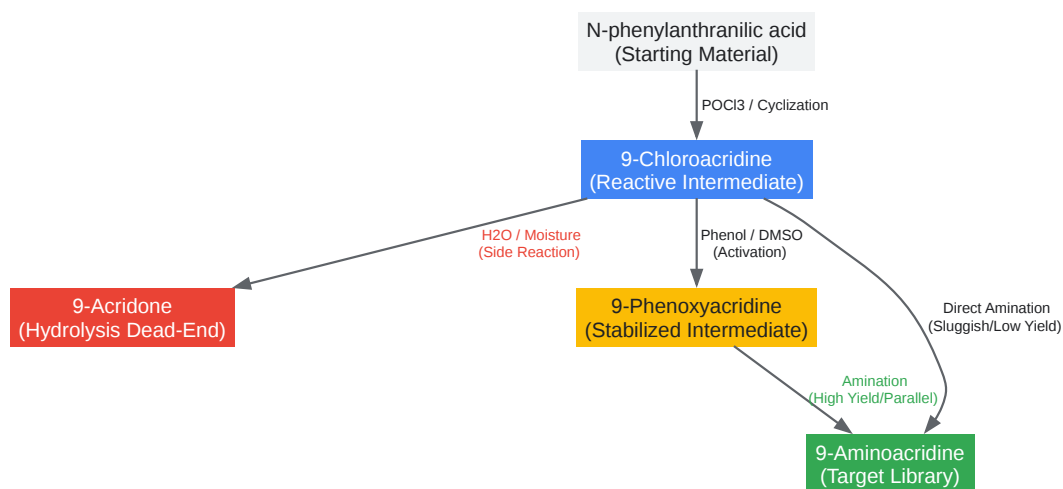 N-phenylanthranilic acid
(Starting Material)
POCl3 / Cyclization
9-Chloroacridine
(Reactive Intermediate)
H2O / Moisture
(Side Reaction)
Phenol / DMSO
(Activation)
9-Acridone
(Hydrolysis Dead-End)
9-Phenoxyacridine
(Stabilized Intermediate)
Direct Amination
(Sluggish/Low Yield)
Amination
(High Yield/Parallel)
9-Aminoacridine
(Target Library)